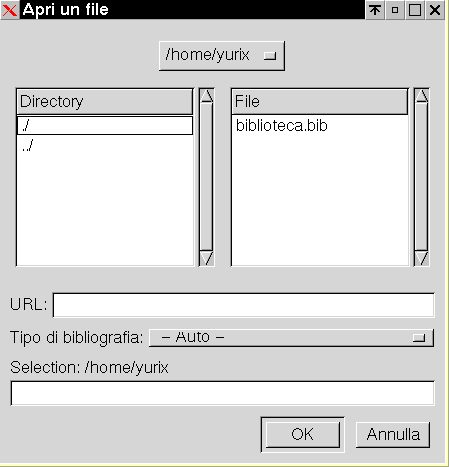 Apri un file
/home/yurix
Directory
File
./
biblioteca.bib
../
URL:
Tipo di bibliografia: – Auto –
Selection: /home/yurix
OK Annulla